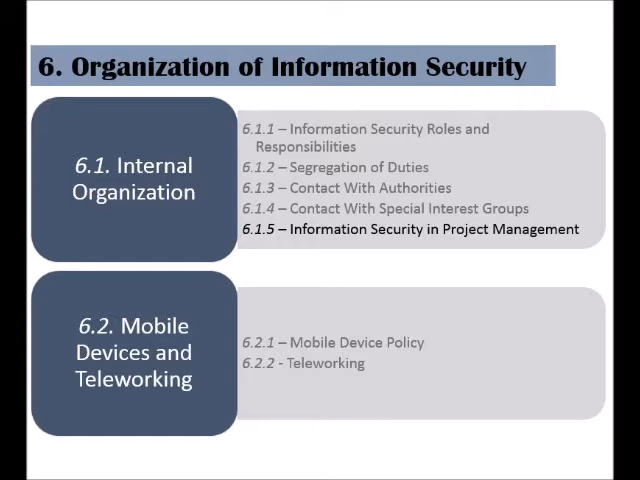 6. Organization of Information Security
6.1. Internal
Organization
6.1.1 – Information Security Roles and
Responsibilities
6.1.2 – Segregation of Duties
6.1.3 – Contact With Authorities
6.1.4 – Contact With Special Interest Groups
6.1.5 – Information Security in Project Management
6.2. Mobile
Devices and
Teleworking
6.2.1 – Mobile Device Policy
6.2.2 - Teleworking